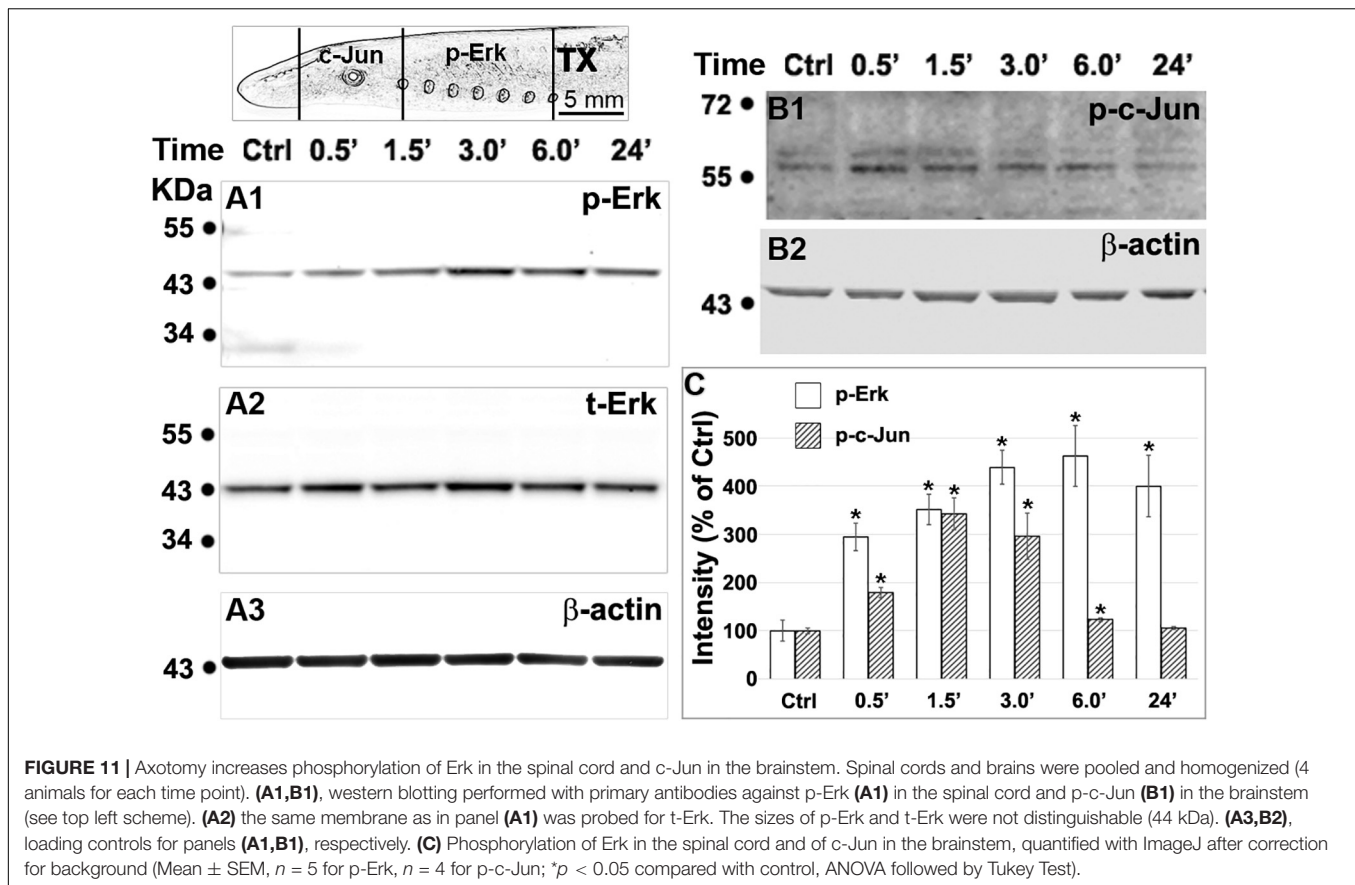 c-Jun p-Erk TX
5 mm
Time Ctrl 0.5’ 1.5’ 3.0’ 6.0’ 24’
KDa
A1 p-Erk
55
43
34
A2 t-Erk
55
43
34
A3 β-actin
43
Time Ctrl 0.5’ 1.5’ 3.0’ 6.0’ 24’
72
B1 p-c-Jun
55
B2 β-actin
43
C
p-Erk
p-c-Jun
Intensity (% of Ctrl)
500
400
300
200
100
0
* * * * * * * * *
Ctrl 0.5’ 1.5’ 3.0’ 6.0’ 24’
FIGURE 11 | Axotomy increases phosphorylation of Erk in the spinal cord and c-Jun in the brainstem. Spinal cords and brains were pooled and homogenized (4
animals for each time point). (A1,B1), western blotting performed with primary antibodies against p-Erk (A1) in the spinal cord and p-c-Jun (B1) in the brainstem
(see top left scheme). (A2) the same membrane as in panel (A1) was probed for t-Erk. The sizes of p-Erk and t-Erk were not distinguishable (44 kDa). (A3,B2),
loading controls for panels (A1,B1), respectively. (C) Phosphorylation of Erk in the spinal cord and of c-Jun in the brainstem, quantified with ImageJ after correction
for background (Mean ± SEM, n = 5 for p-Erk, n = 4 for p-c-Jun; *p < 0.05 compared with control, ANOVA followed by Tukey Test).